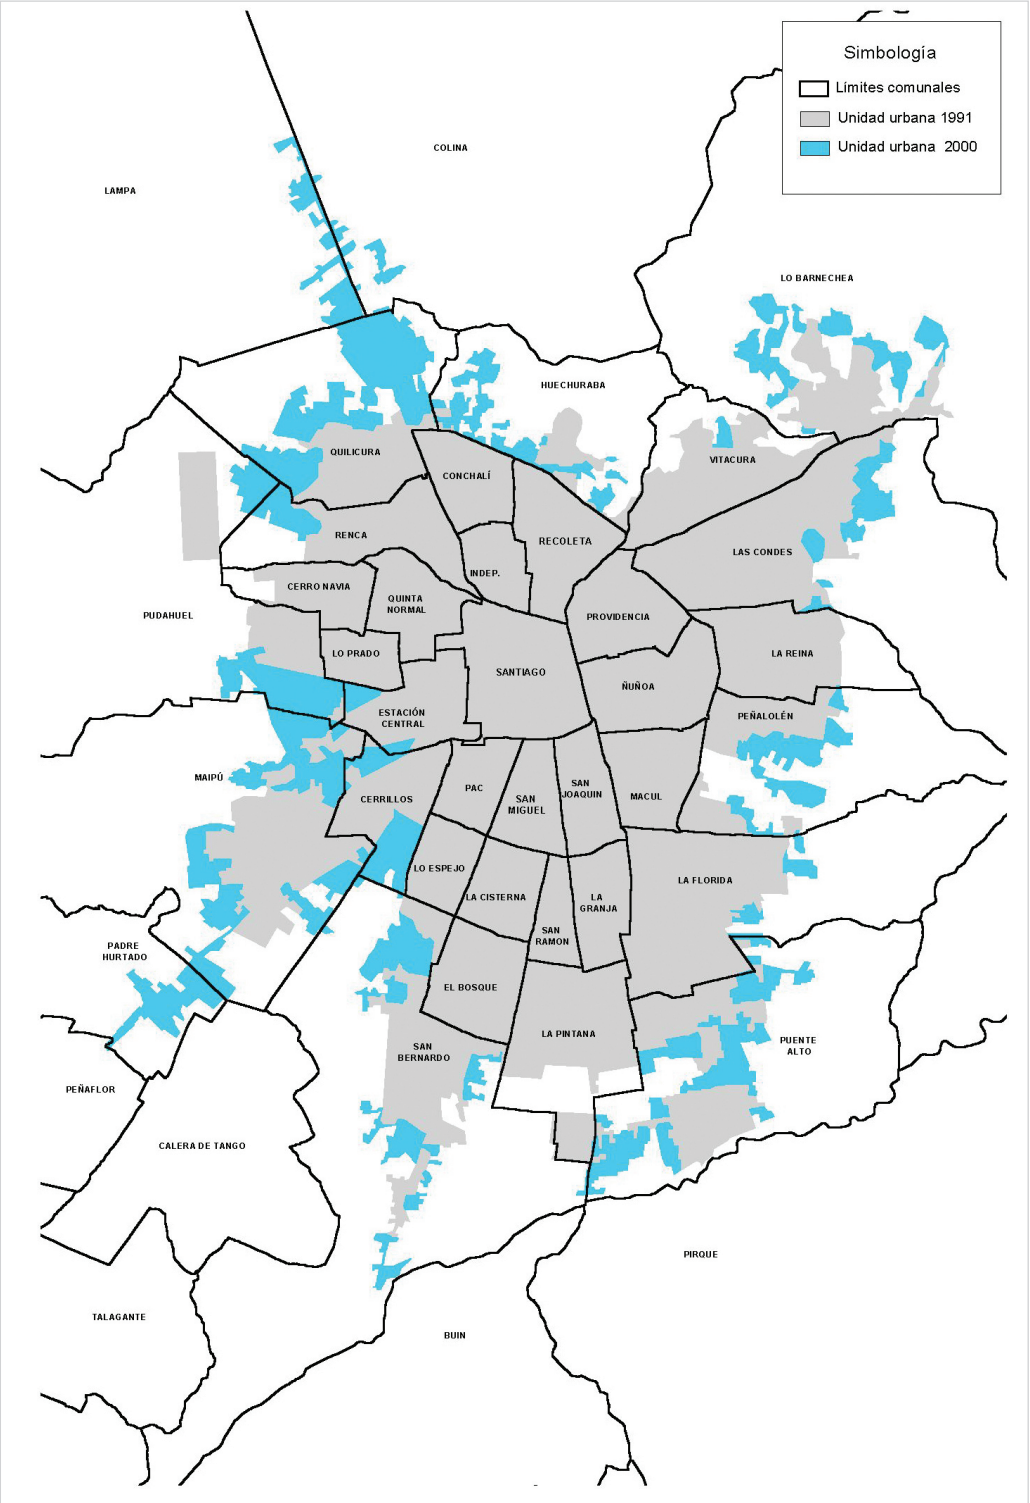 Simbología
Límites comunales
Unidad urbana 1991
Unidad urbana 2000
COLINA
LAMPA
LO BARNECHEA
HUECHURABA
QUILICURA
VITACURA
CONCHALÍ
RENCA
RECOLETA
LAS CONDES
INDEP.
CERRO NAVIA
QUINTA
NORMAL
PUDAHUEL
PROVIDENCIA
LO PRADO
LA REINA
SANTIAGO
ÑUÑOA
ESTACIÓN
CENTRAL
PEÑALOLÉN
MAIPÚ
CERRILLOS
PAC
SAN
MIGUEL
SAN
JOAQUIN
MACUL
LO ESPEJO
LA FLORIDA
LA CISTERNA
LA
GRANJA
SAN
RAMON
PADRE
HURTADO
EL BOSQUE
LA PINTANA
SAN
BERNARDO
PUENTE
ALTO
PEÑAFLOR
CALERA DE TANGO
PIRQUE
TALAGANTE
BUIN